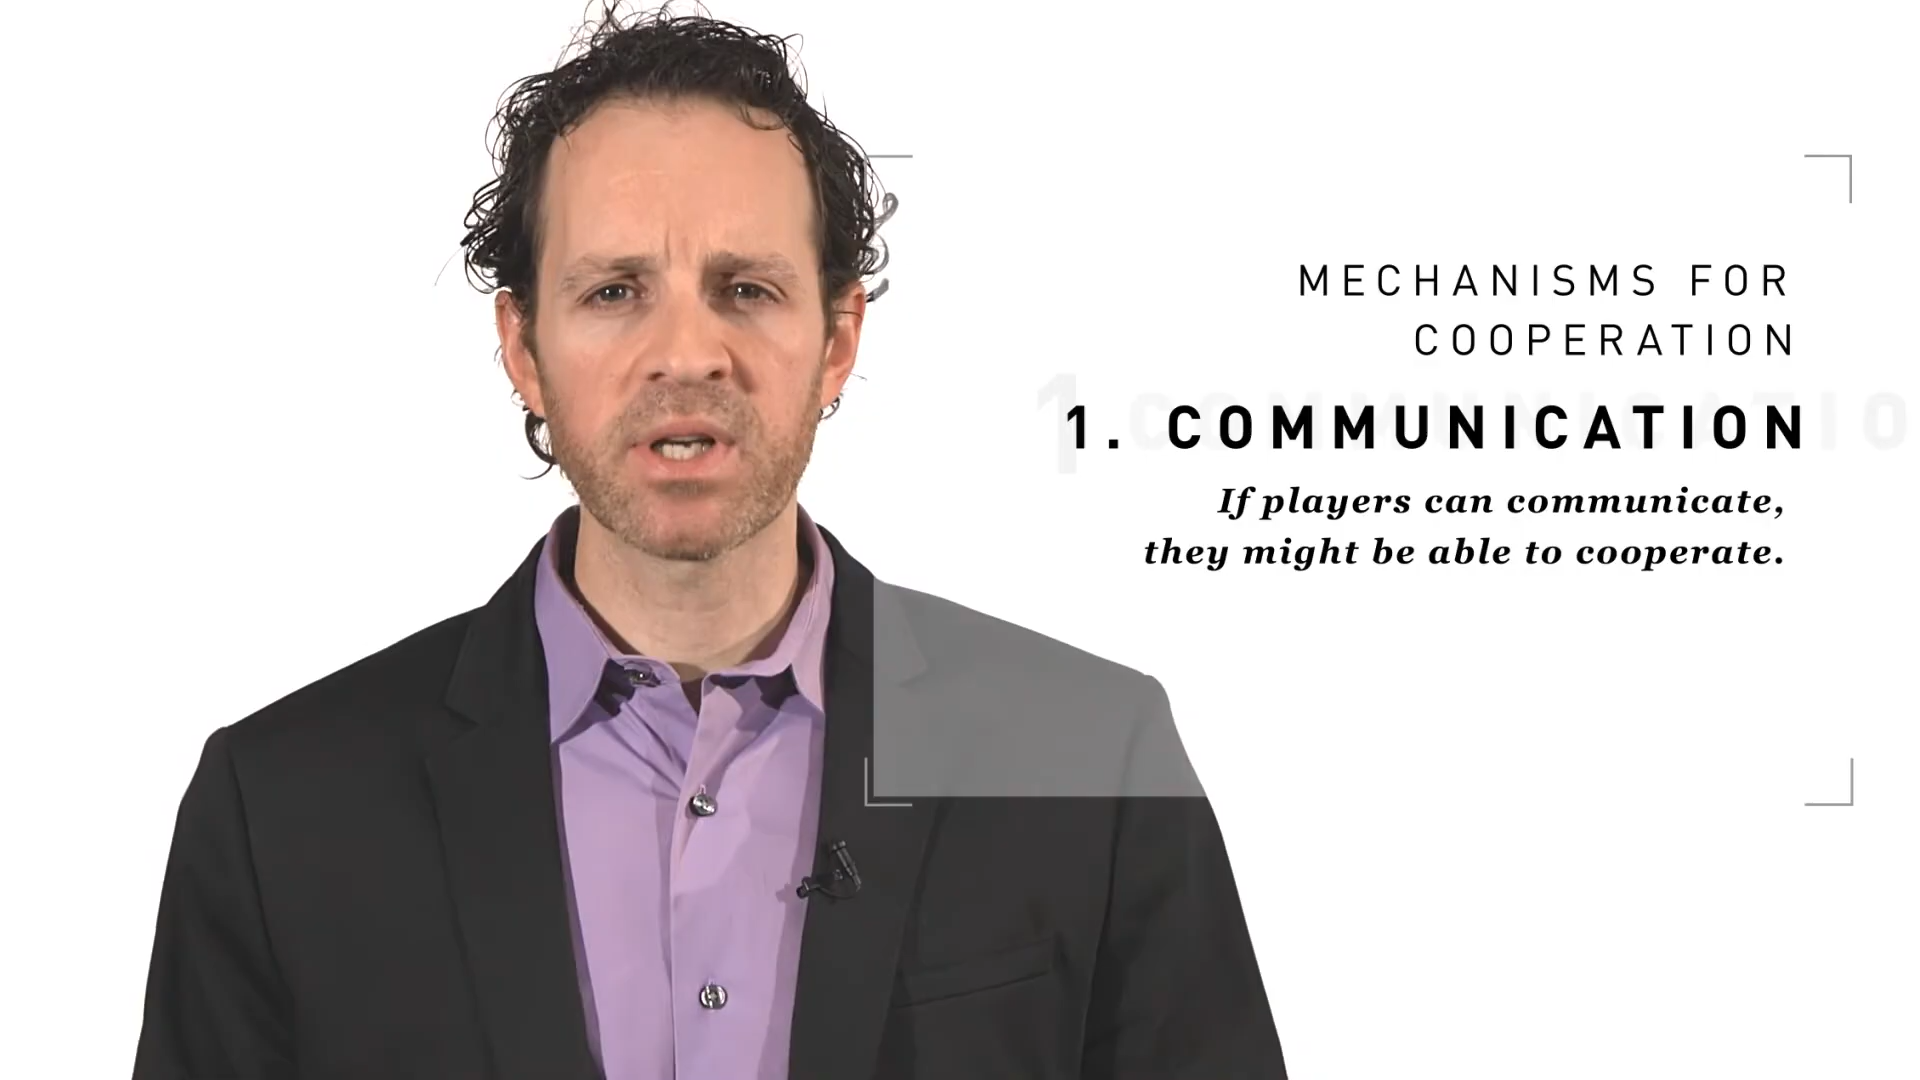 MECHANISMS FOR
COOPERATION
1. COMMUNICATION
If players can communicate,
they might be able to cooperate.